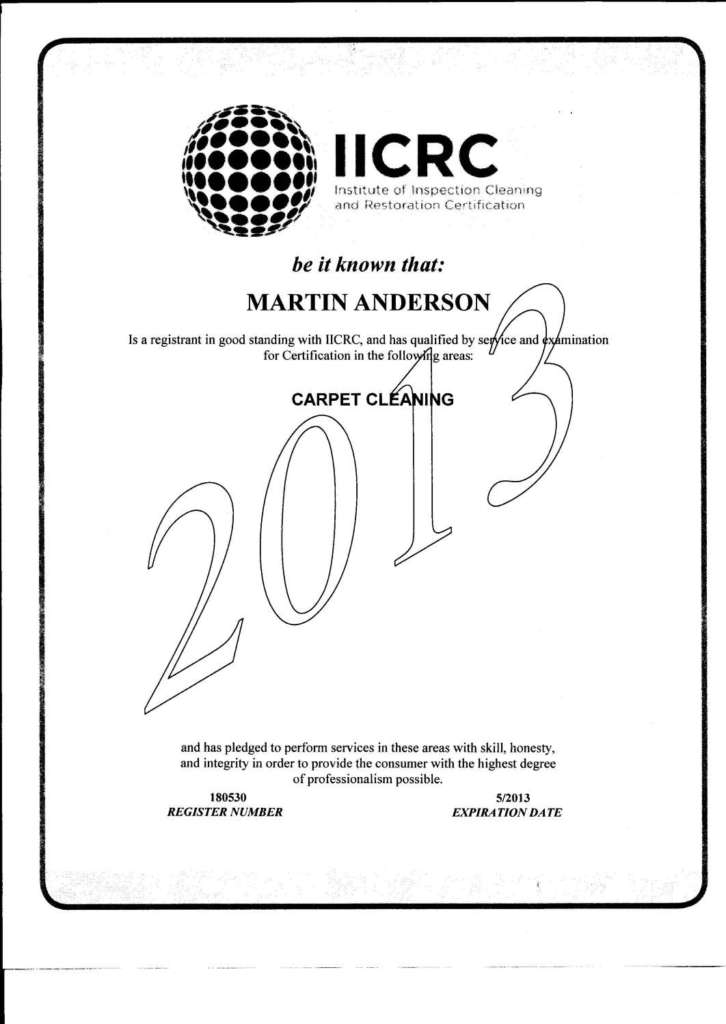 IICRC
Institute of Inspection Cleaning
and Restoration Certification
be it known that:
MARTIN ANDERSON
Is a registrant in good standing with IICRC, and has qualified by service and examination
for Certification in the following areas:
CARPET CLEANING
2013
and has pledged to perform services in these areas with skill, honesty,
and integrity in order to provide the consumer with the highest degree
of professionalism possible.
180530
REGISTER NUMBER
5/2013
EXPIRATION DATE